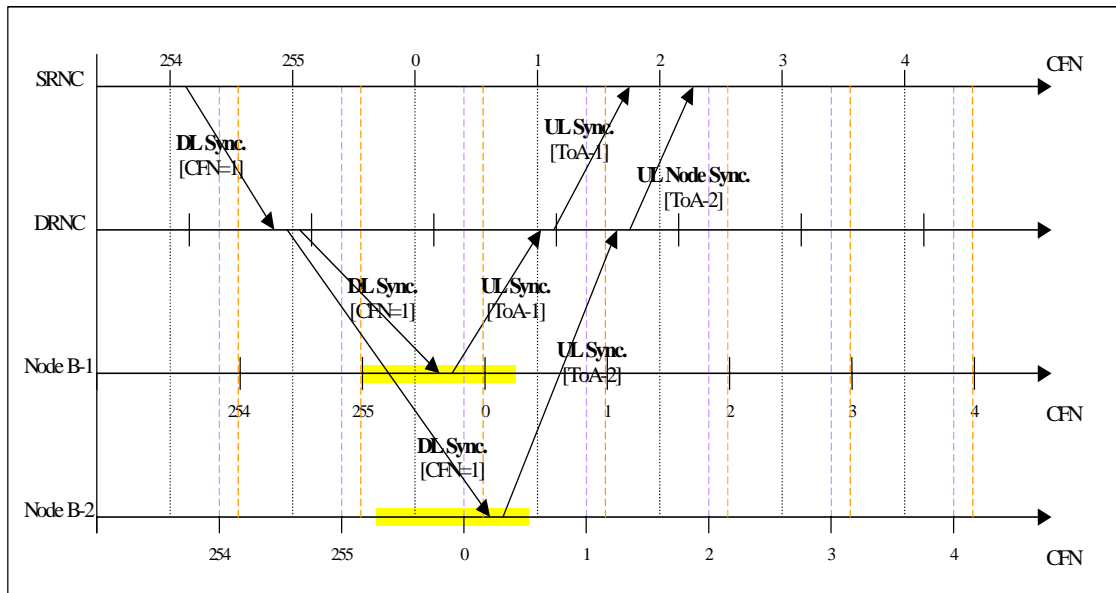 254 255 0 1 2 3 4 CFN
SRNC
DL Sync.
[CFN=1]
UL Sync.
[ToA-1]
UL Node Sync.
[ToA-2]
DRNC
DL Sync.
[CFN=1]
UL Sync.
[ToA-1]
UL Sync.
[ToA-2]
Node B-1
254 255 0 1 2 3 4 CFN
DL Sync.
[CFN=1]
Node B-2
254 255 0 1 2 3 4 CFN